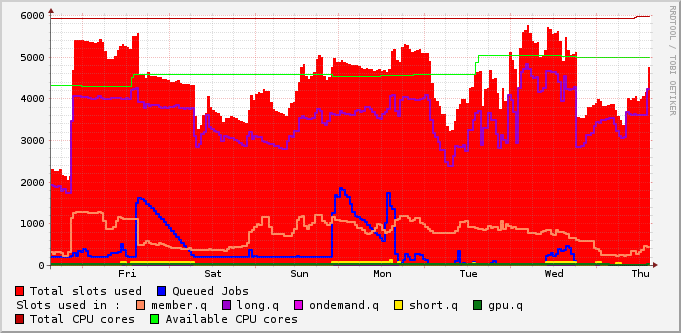 RRDTOOL / TOBI OETIKER
6000
5000
4000
3000
2000
1000
0
Fri Sat Sun Mon Tue Wed Thu
Total slots used Queued Jobs
Slots used in : member.q long.q ondemand.q short.q gpu.q
Total CPU cores Available CPU cores